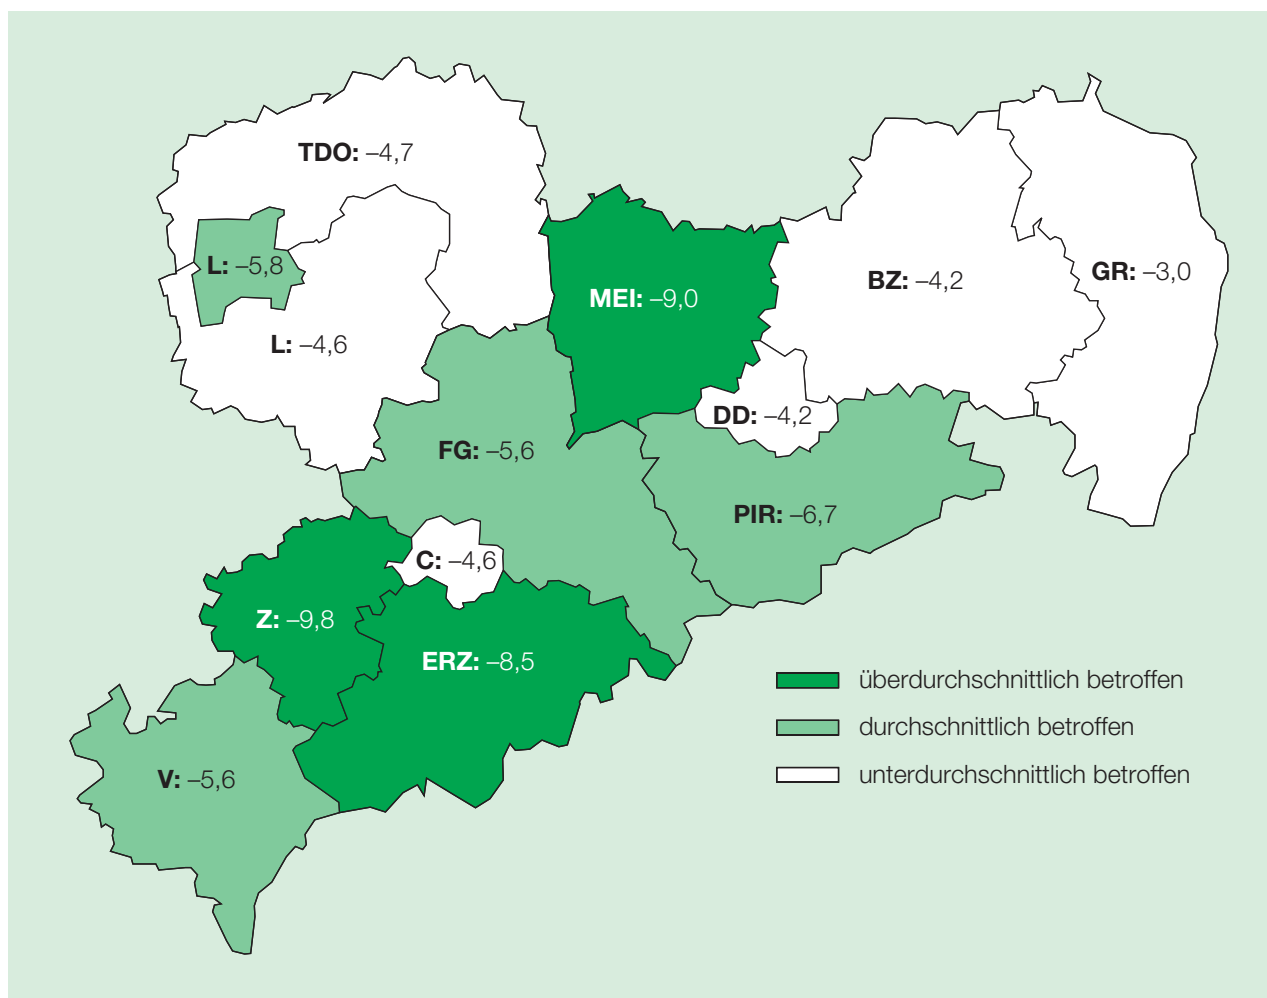 TDO: –4,7
L: –5,8
GR: –3,0
BZ: –4,2
MEI: –9,0
L: –4,6
DD: –4,2
FG: –5,6
PIR: –6,7
C: –4,6
Z: –9,8
ERZ: –8,5
V: –5,6
überdurchschnittlich betroffen
durchschnittlich betroffen
unterdurchschnittlich betroffen